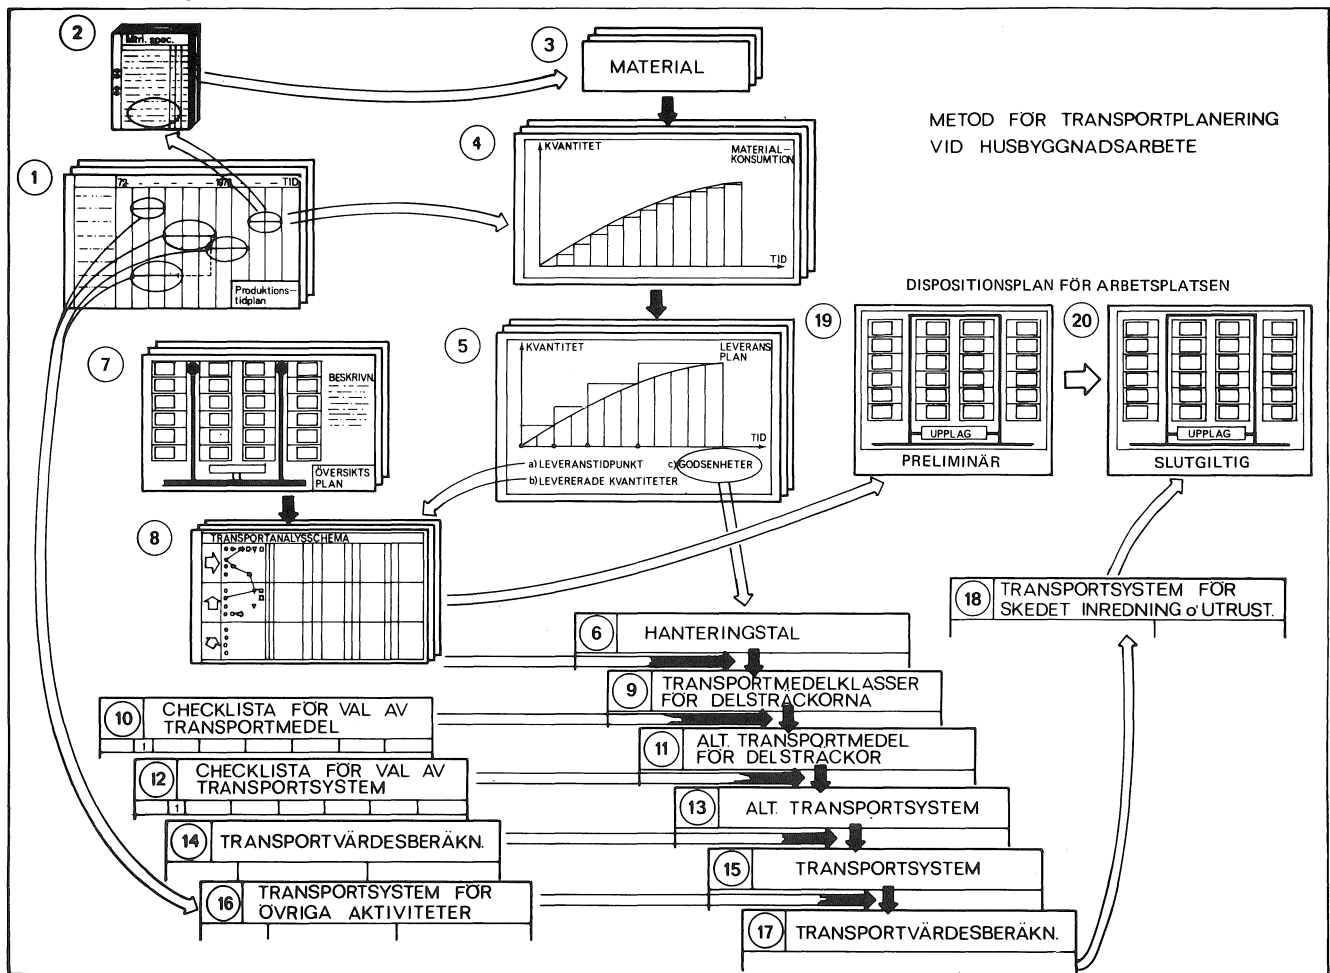 2
Mtrl. spec.
3
MATERIAL
METOD FÖR TRANSPORTPLANERING
VID HUSBYGGNADSARBETE
4
KVANTITET
MATERIAL-
KONSUMTION
TID
1
72
TID
Produktions-
tidplan
DISPOSITIONSPLAN FÖR ARBETSPLATSEN
19
UPPLAG
PRELIMINÄR
20
UPPLAG
SLUTGILTIG
5
KVANTITET
LEVERANS
PLAN
TID
a) LEVERANSTIDPUNKT
c) GODSENHETER
b) LEVERERADE KVANTITETER
7
BESKRIVN.
ÖVERSIKTS
PLAN
8
TRANSPORTANALYSSCHEMA
18
TRANSPORTSYSTEM FÖR
SKEDET INREDNING o UTRUST.
6
HANTERINGSTAL
9
TRANSPORTMEDELKLASSER
FÖR DELSTRÄCKORNA
10
CHECKLISTA FÖR VAL AV
TRANSPORTMEDEL
1
11
ALT. TRANSPORTMEDEL
FÖR DELSTRÄCKOR
12
CHECKLISTA FÖR VAL AV
TRANSPORTSYSTEM
1
13
ALT. TRANSPORTSYSTEM
14
TRANSPORTVÄRDESBERÄKN.
15
TRANSPORTSYSTEM
16
TRANSPORTSYSTEM FÖR
ÖVRIGA AKTIVITETER
17
TRANSPORTVÄRDESBERÄKN.